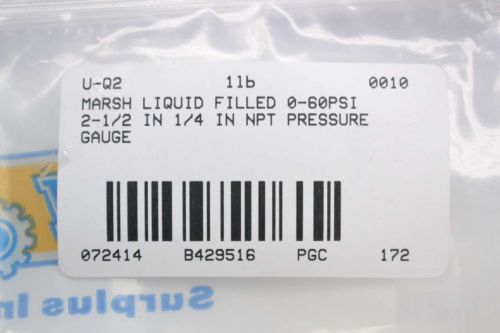 U-Q2 1lb 0010
MARSH LIQUID FILLED 0-60PSI
2-1/2 IN 1/4 IN NPT PRESSURE
GAUGE
072414 B429516 PGC 172
Surplus In